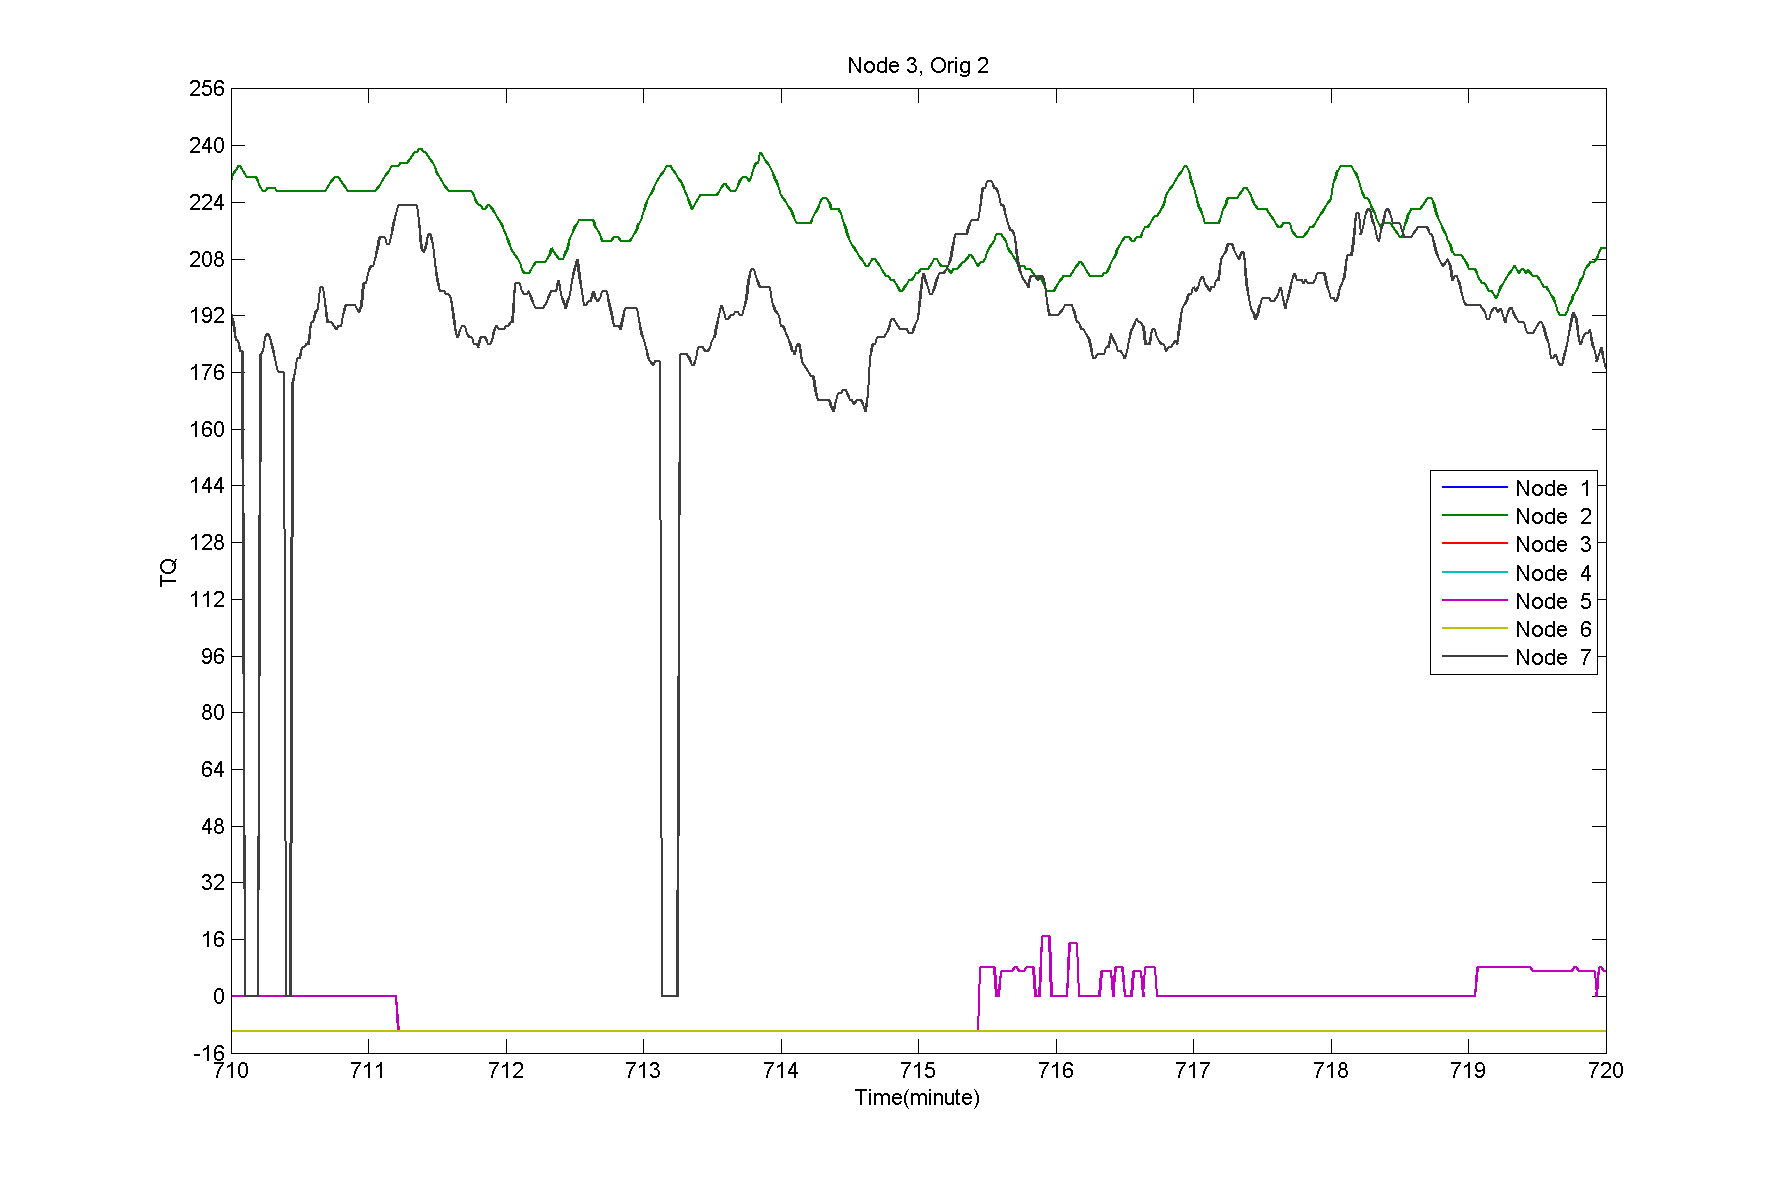 Node 3, Orig 2
256
240
224
208
192
176
160
144
128
112
96
80
64
48
32
16
0
-16
TQ
Node 1
Node 2
Node 3
Node 4
Node 5
Node 6
Node 7
710 711 712 713 714 715 716 717 718 719 720
Time(minute)